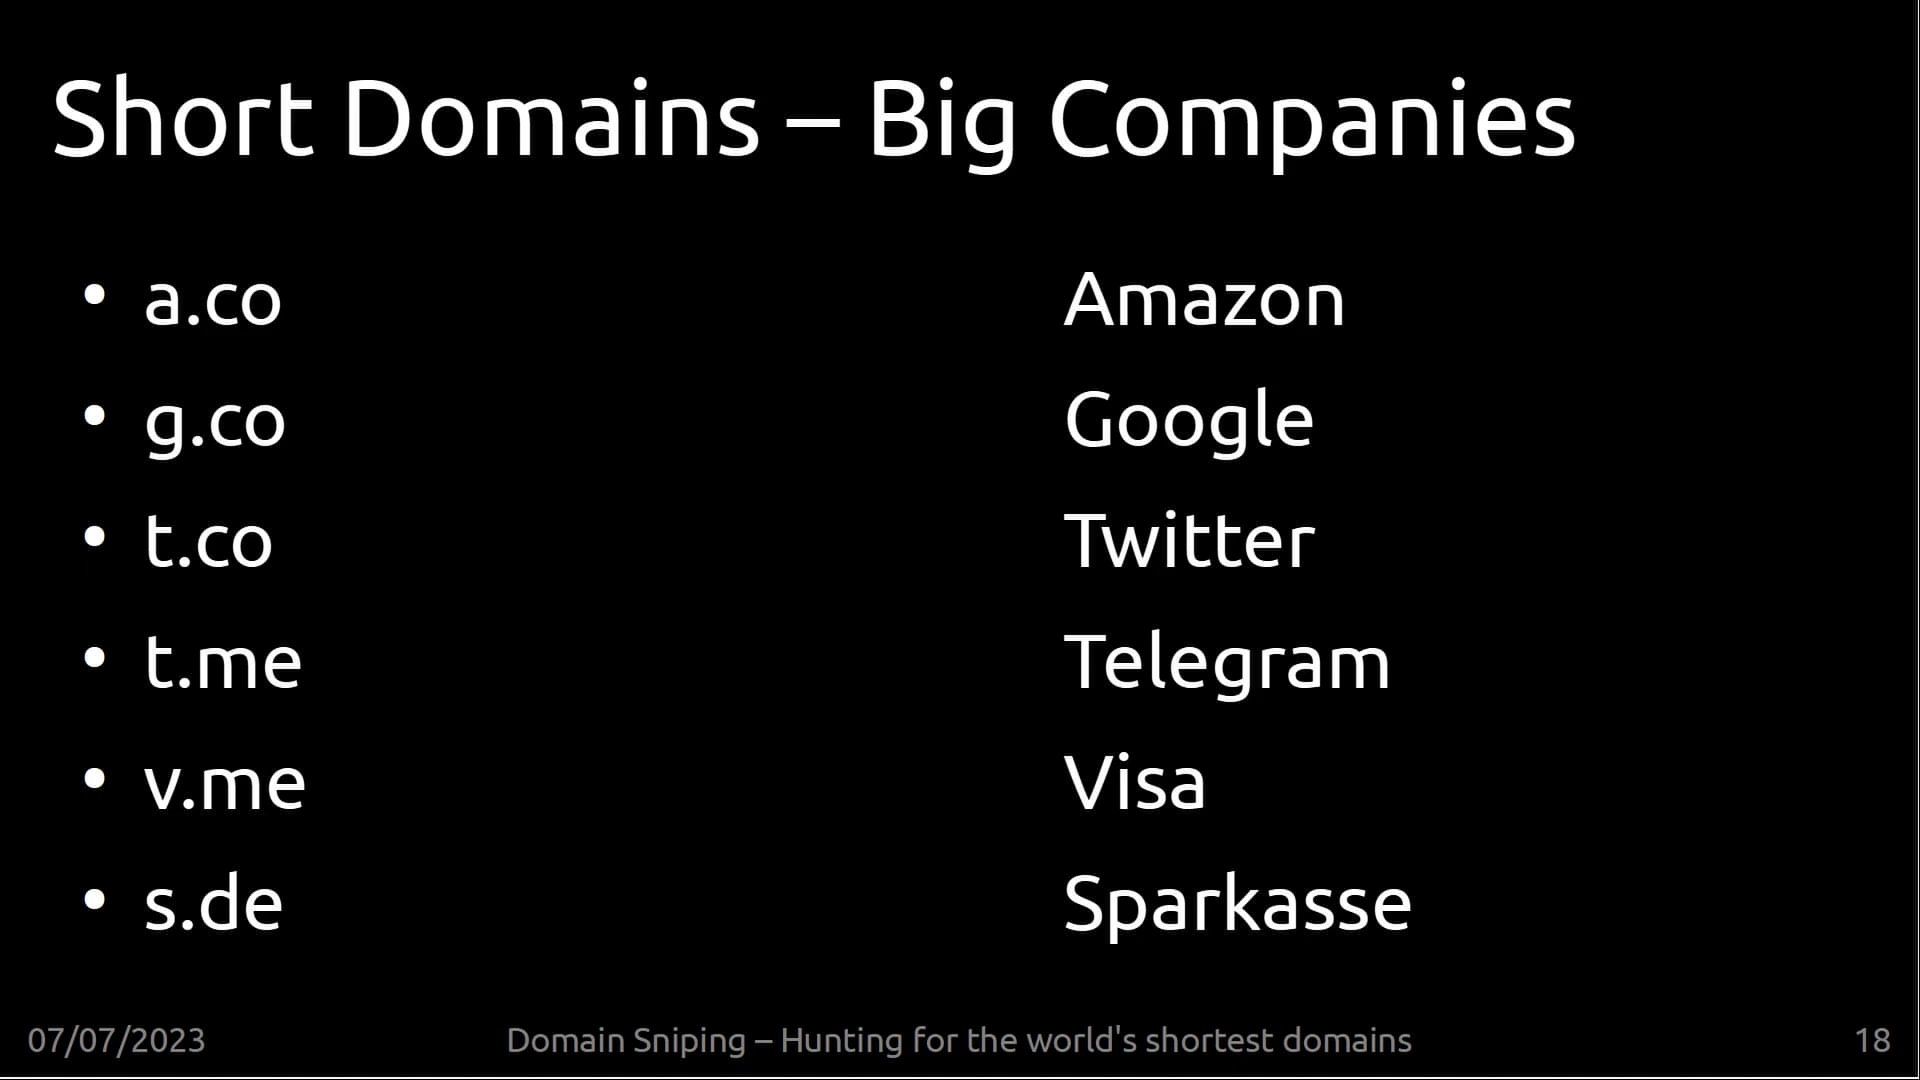 Short Domains – Big Companies
• a.co Amazon
• g.co Google
• t.co Twitter
• t.me Telegram
• v.me Visa
• s.de Sparkasse
07/07/2023 Domain Sniping – Hunting for the world's shortest domains 18